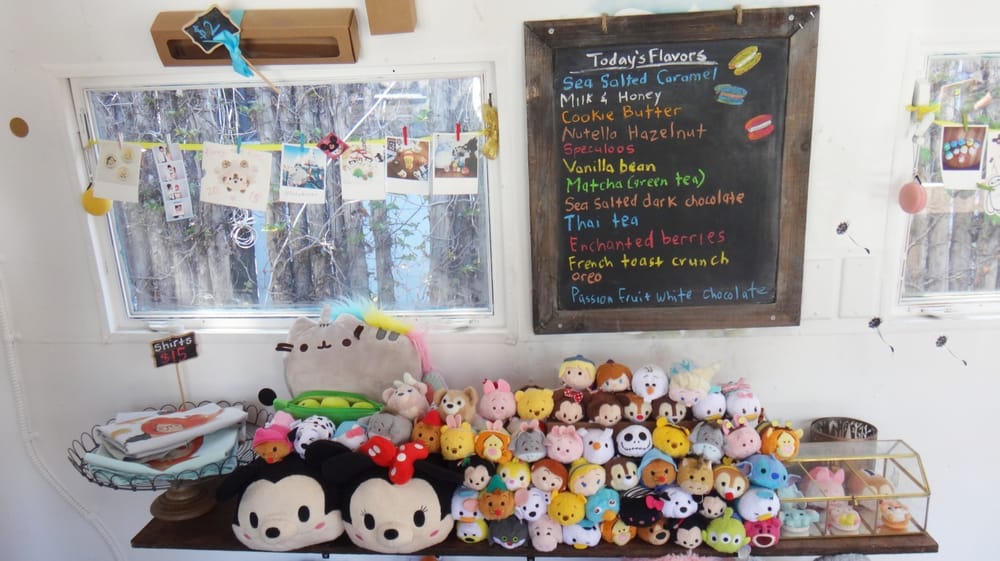 Today's Flavors
Sea Salted Caramel
Milk & Honey
Cookie Butter
Nutella Hazelnut
Speculoos
Vanilla bean
Matcha (green tea)
Sea Salted dark chocolate
Thai tea
Enchanted berries
French toast crunch
oreo
Passion Fruit White chocolate
Shirts
$15